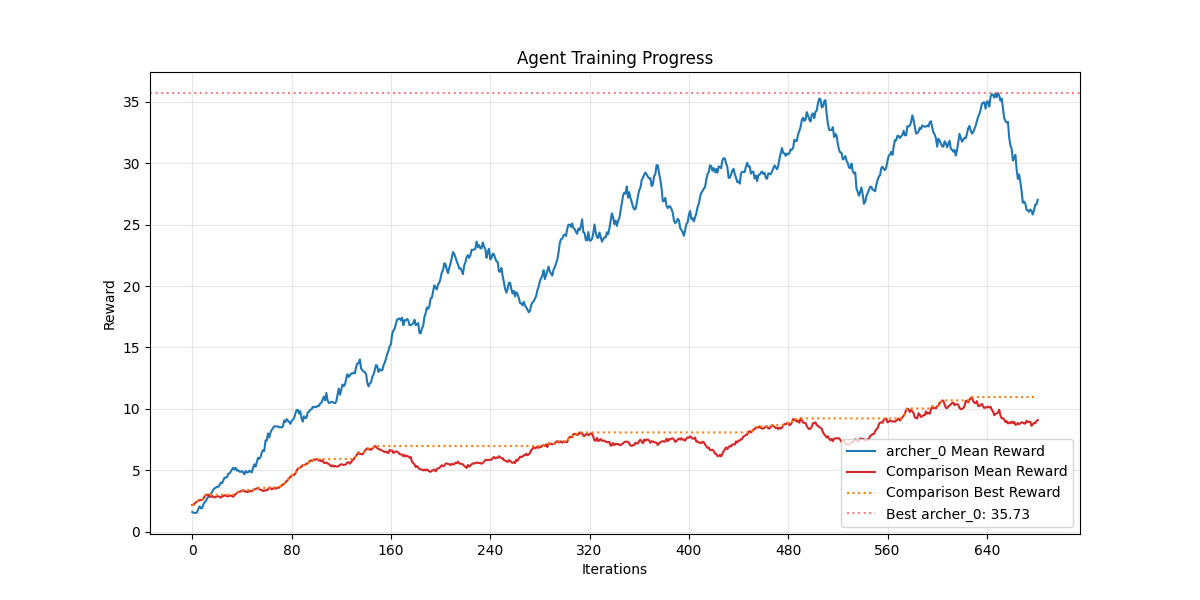 Agent Training Progress
Reward
35
30
25
20
15
10
5
0
archer_0 Mean Reward
Comparison Mean Reward
Comparison Best Reward
Best archer_0: 35.73
0 80 160 240 320 400 480 560 640
Iterations